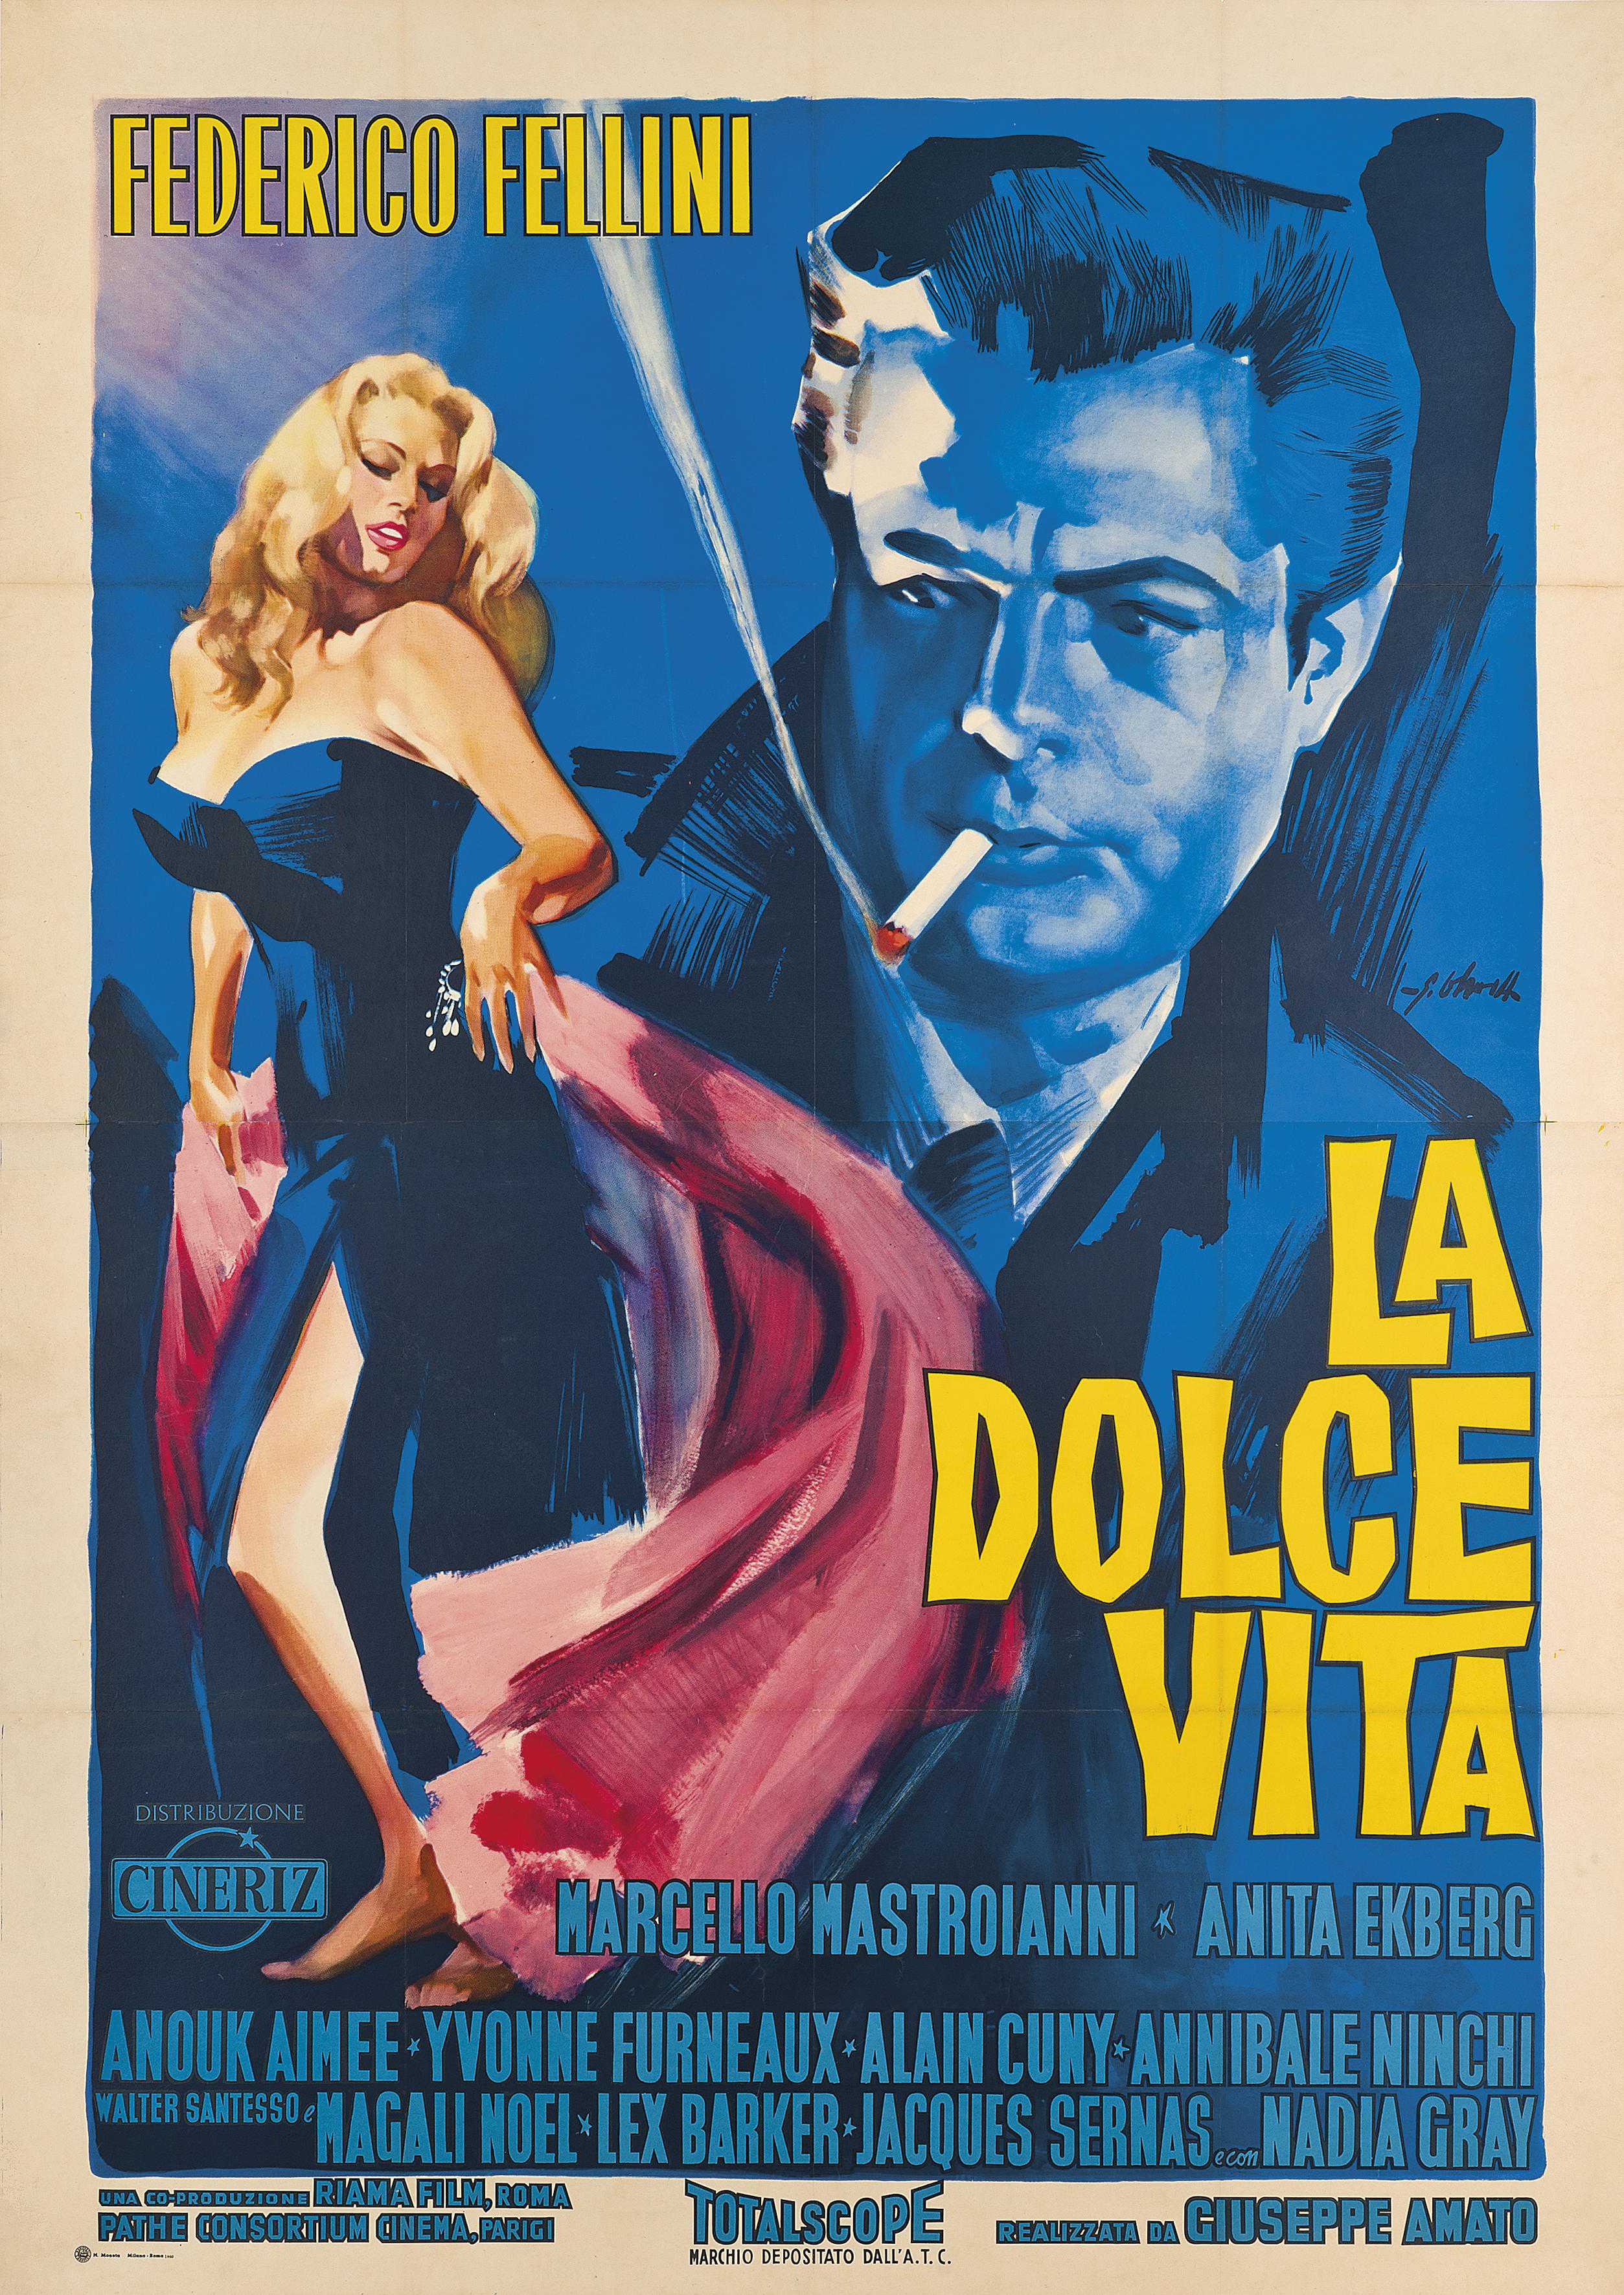 FEDERICO FELLINI
LA
DOLCE
VITA
DISTRIBUZIONE
CINERIZ
MARCELLO MASTROIANNI * ANITA EKBERG
ANOUK AIMEE * YVONNE FURNEAUX * ALAIN CUNY * ANNIBALE NINCHI
WALTER SANTESSO e MAGALI NOEL * LEX BARKER * JACQUES SERNAS e con NADIA GRAY
UNA CO-PRODUZIONE RIAMA FILM, ROMA
PATHE CONSORTIUM CINEMA, PARIGI
TOTALSCOPE
MARCHIO DEPOSITATO DALL'A.T.C.
REALIZZATA DA GIUSEPPE AMATO